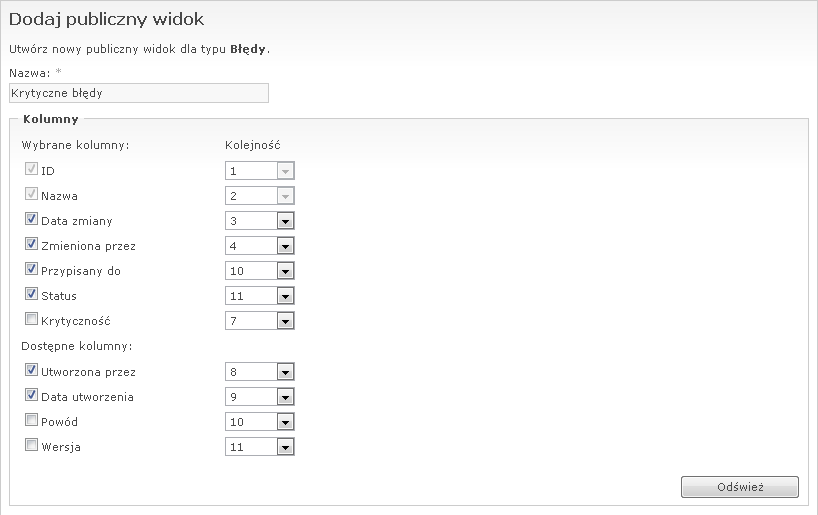 Dodaj publiczny widok
Utwórz nowy publiczny widok dla typu Błędy.
Nazwa: *
Krytyczne błędy
Kolumny
Wybrane kolumny: Kolejność
ID 1
Nazwa 2
Data zmiany 3
Zmieniona przez 4
Przypisany do 10
Status 11
Krytyczność 7
Dostępne kolumny:
Utworzona przez 8
Data utworzenia 9
Powód 10
Wersja 11
Odśwież